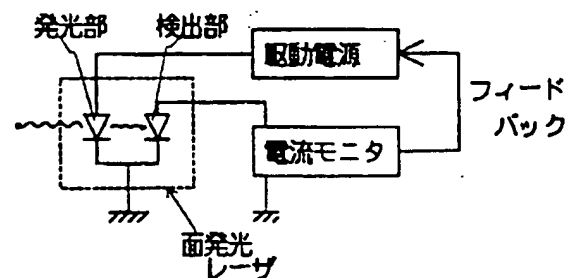 発光部
検出部
駆動電源
フィード
バック
電流モニタ
面発光
レーザ